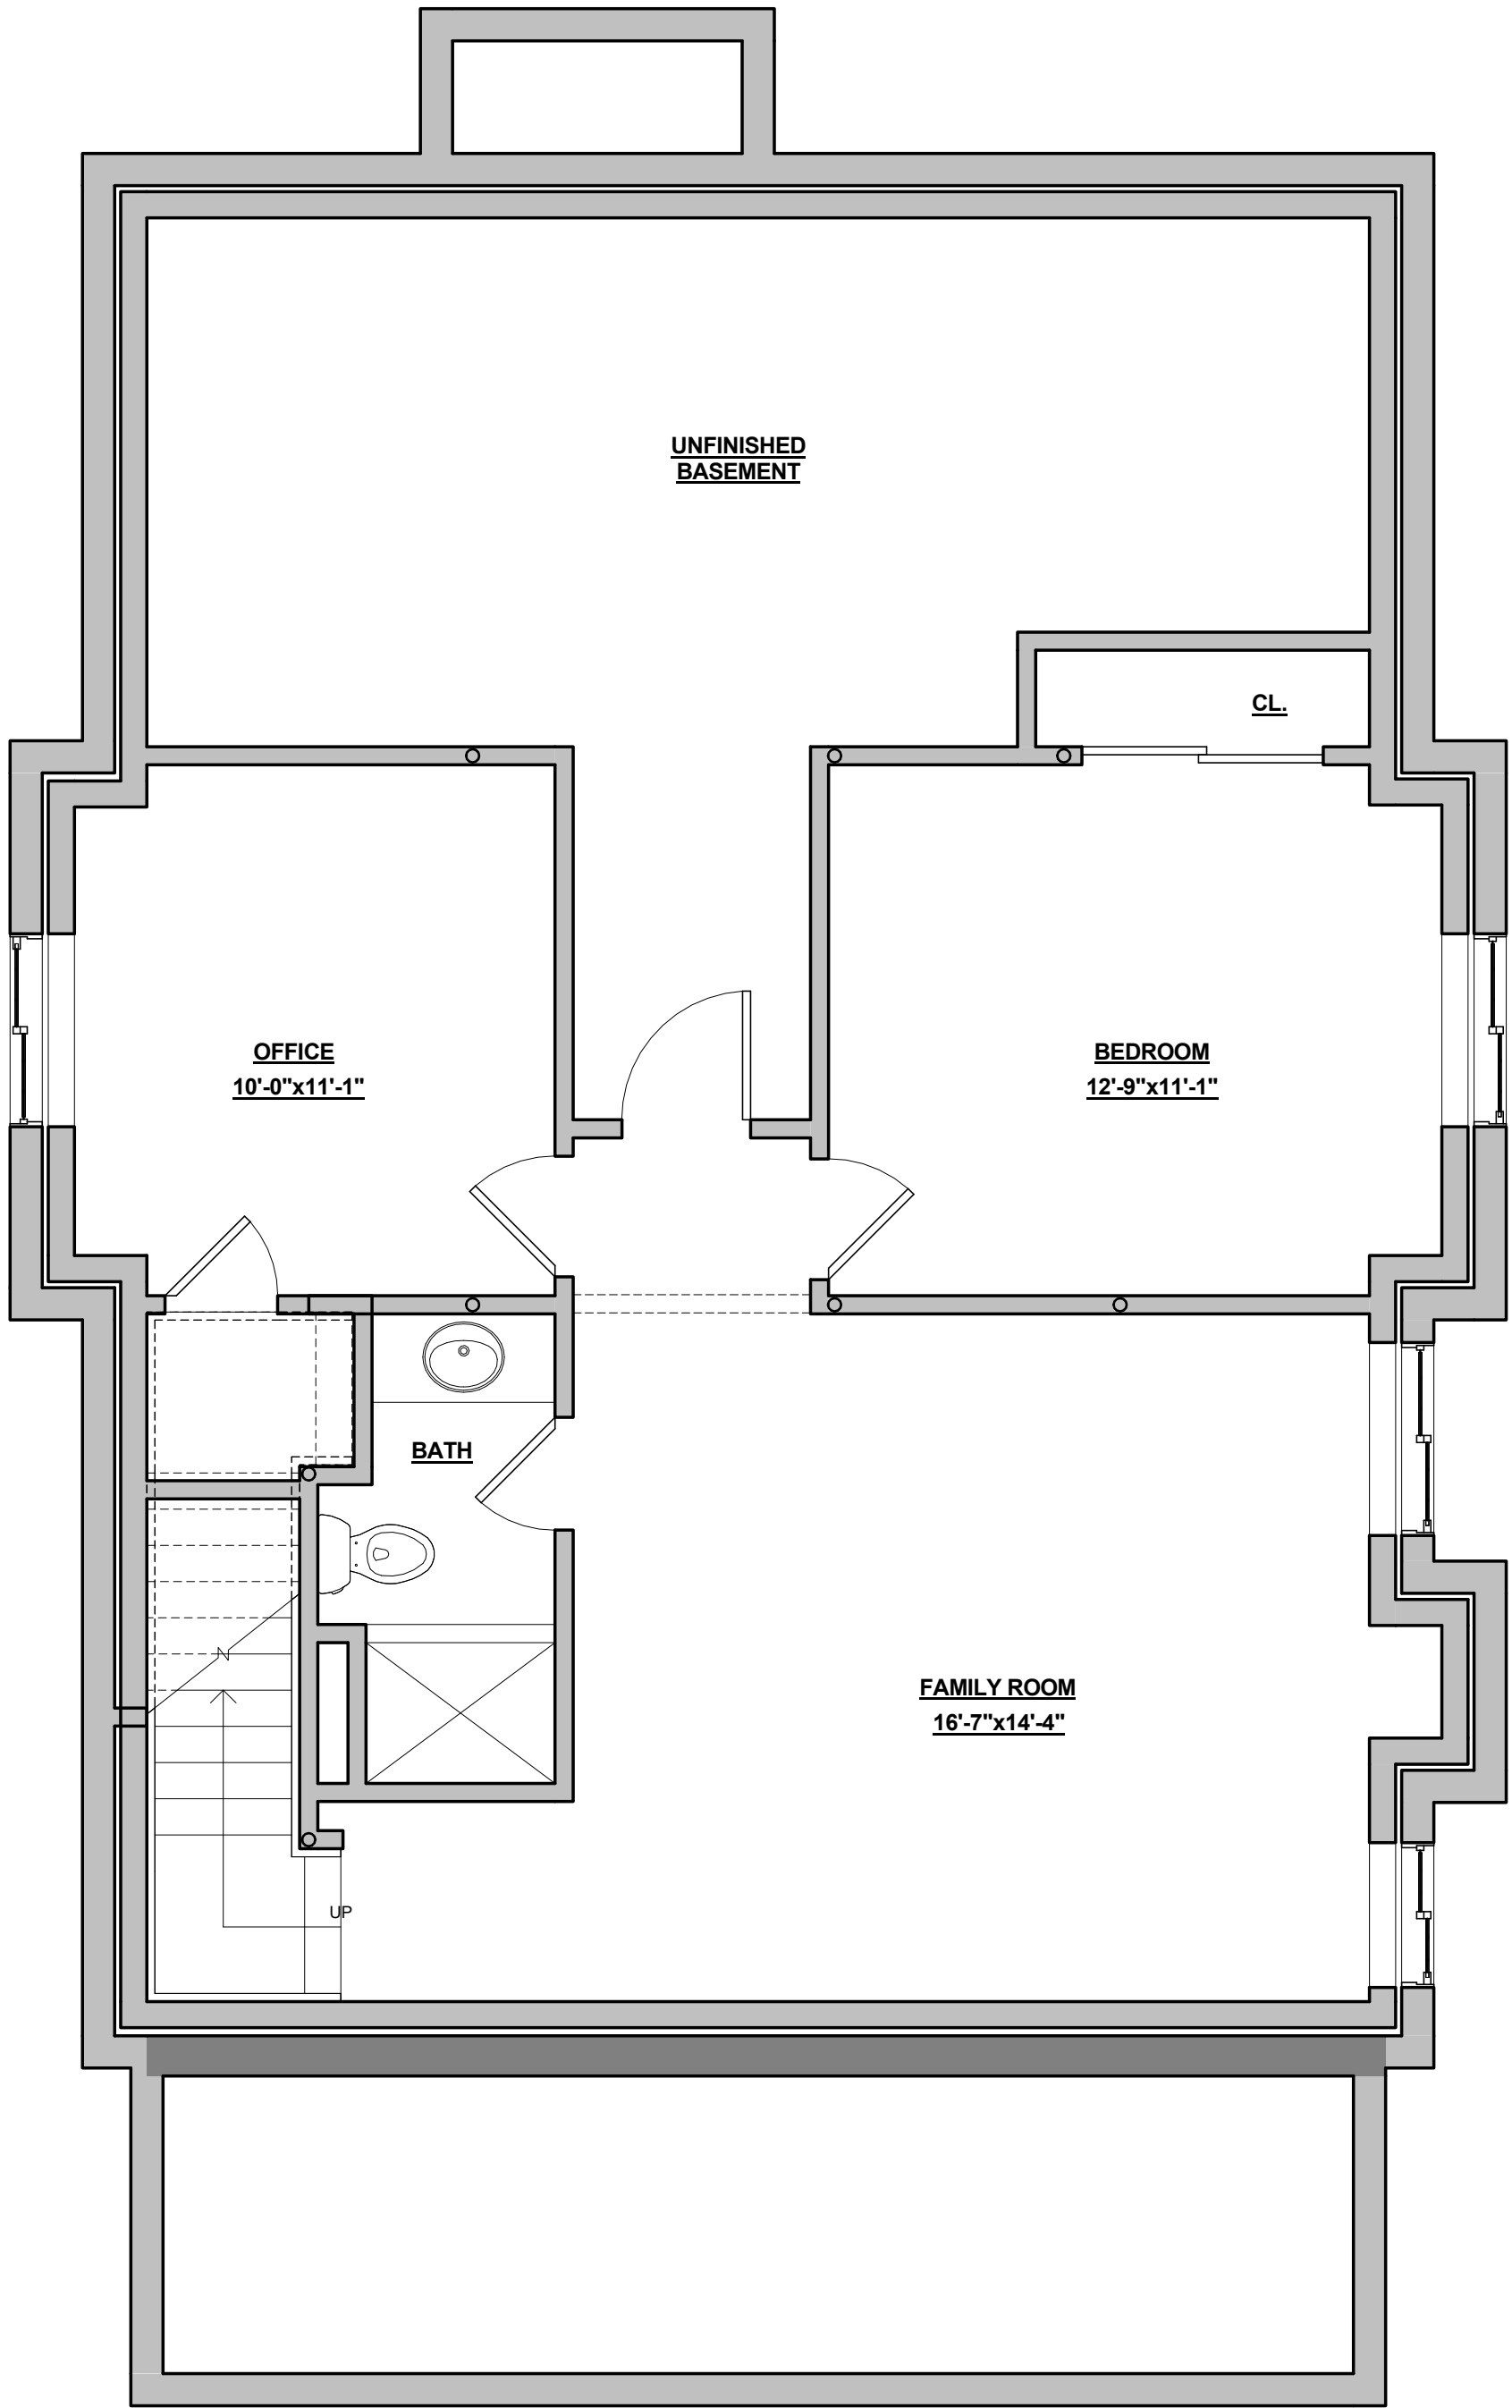 UNFINISHED
BASEMENT
CL.
OFFICE
10'-0"x11'-1"
BEDROOM
12'-9"x11'-1"
BATH
FAMILY ROOM
16'-7"x14'-4"
UP